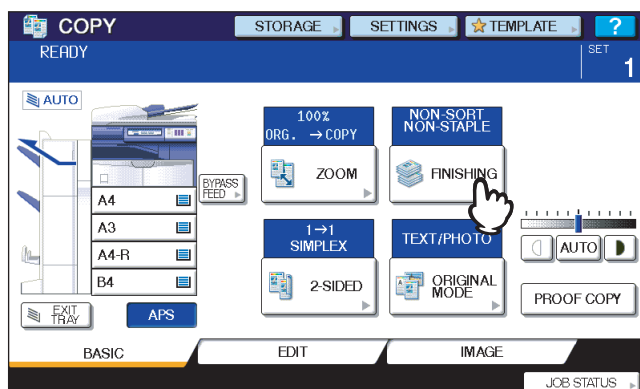 COPY
STORAGE
SETTINGS
TEMPLATE
?
READY
SET
1
AUTO
100%
ORG. → COPY
ZOOM
NON-SORT
NON-STAPLE
FINISHING
BYPASS
FEED
A4
A3
A4-R
B4
1→1
SIMPLEX
2-SIDED
TEXT/PHOTO
ORIGINAL
MODE
AUTO
PROOF COPY
EXIT
TRAY
APS
BASIC
EDIT
IMAGE
JOB STATUS